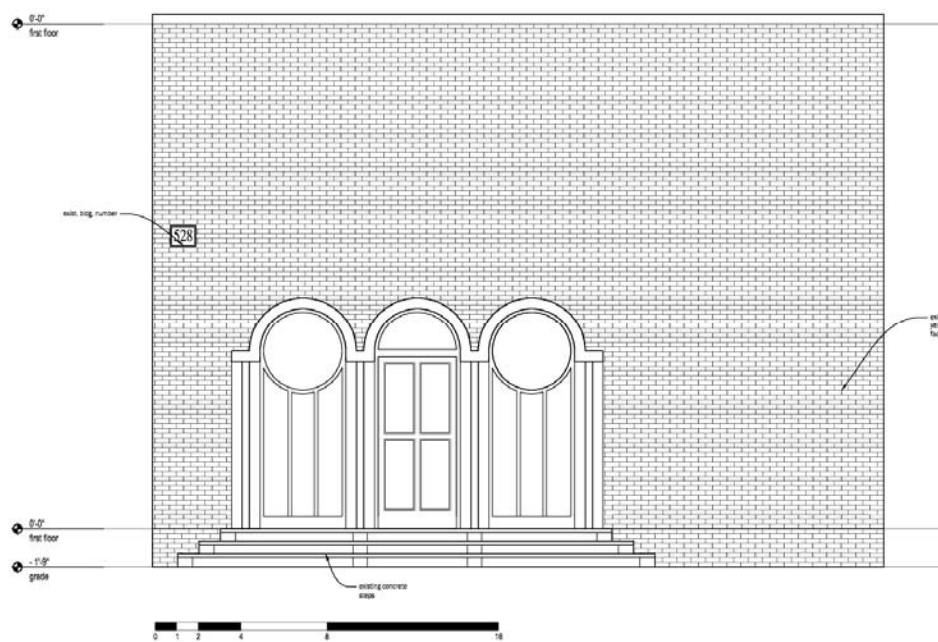 0'-0"
first floor
exist. bldg. number
528
0'-0"
first floor
- 1'-9"
grade
existing concrete
steps
0 1 2 4 8 16